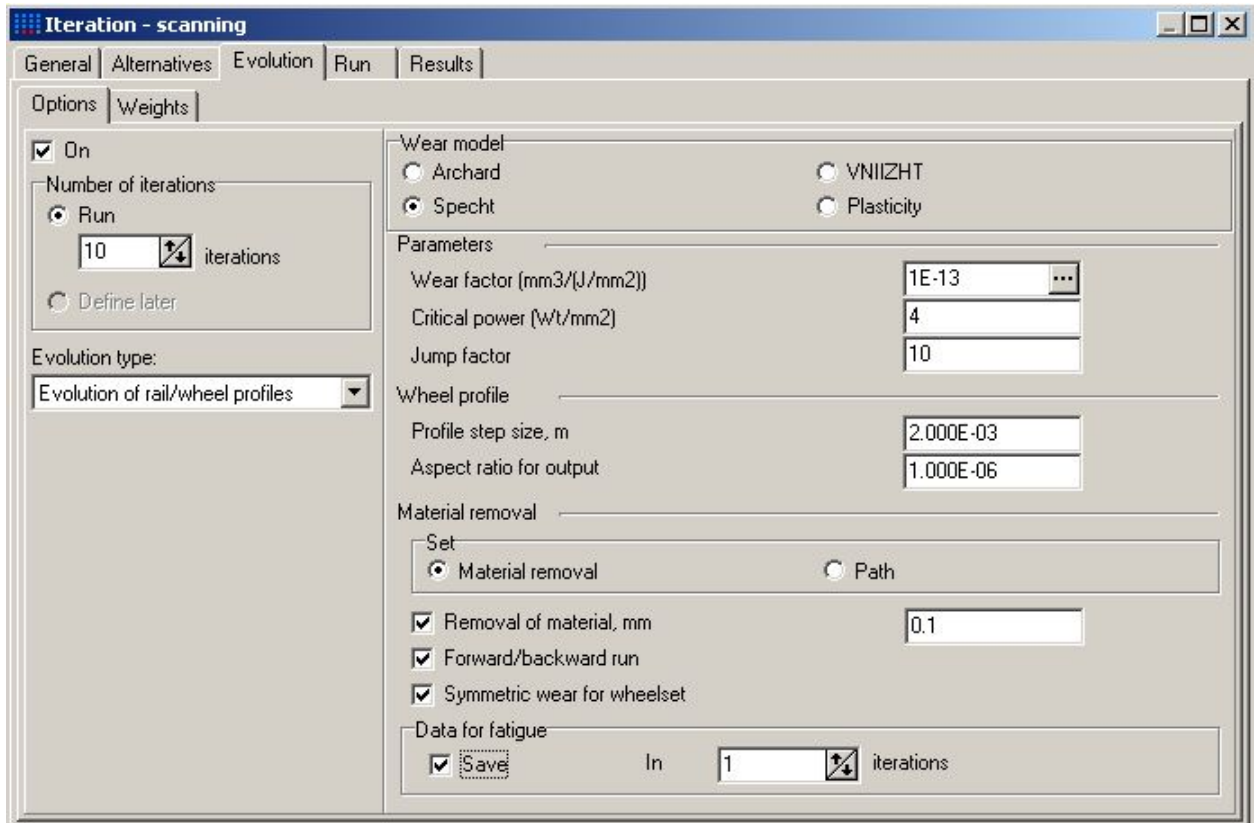 Iteration - scanning
General Alternatives Evolution Run Results
Options Weights
On
Number of iterations
Run
10 iterations
Define later
Evolution type:
Evolution of rail/wheel profiles
Wear model
Archard VNIIZHT
Specht Plasticity
Parameters
Wear factor (mm3/(J/mm2)) 1E-13 ...
Critical power (Wt/mm2) 4
Jump factor 10
Wheel profile
Profile step size, m 2.000E-03
Aspect ratio for output 1.000E-06
Material removal
Set
Material removal Path
Removal of material, mm 0.1
Forward/backward run
Symmetric wear for wheelset
Data for fatigue
Save In 1 iterations